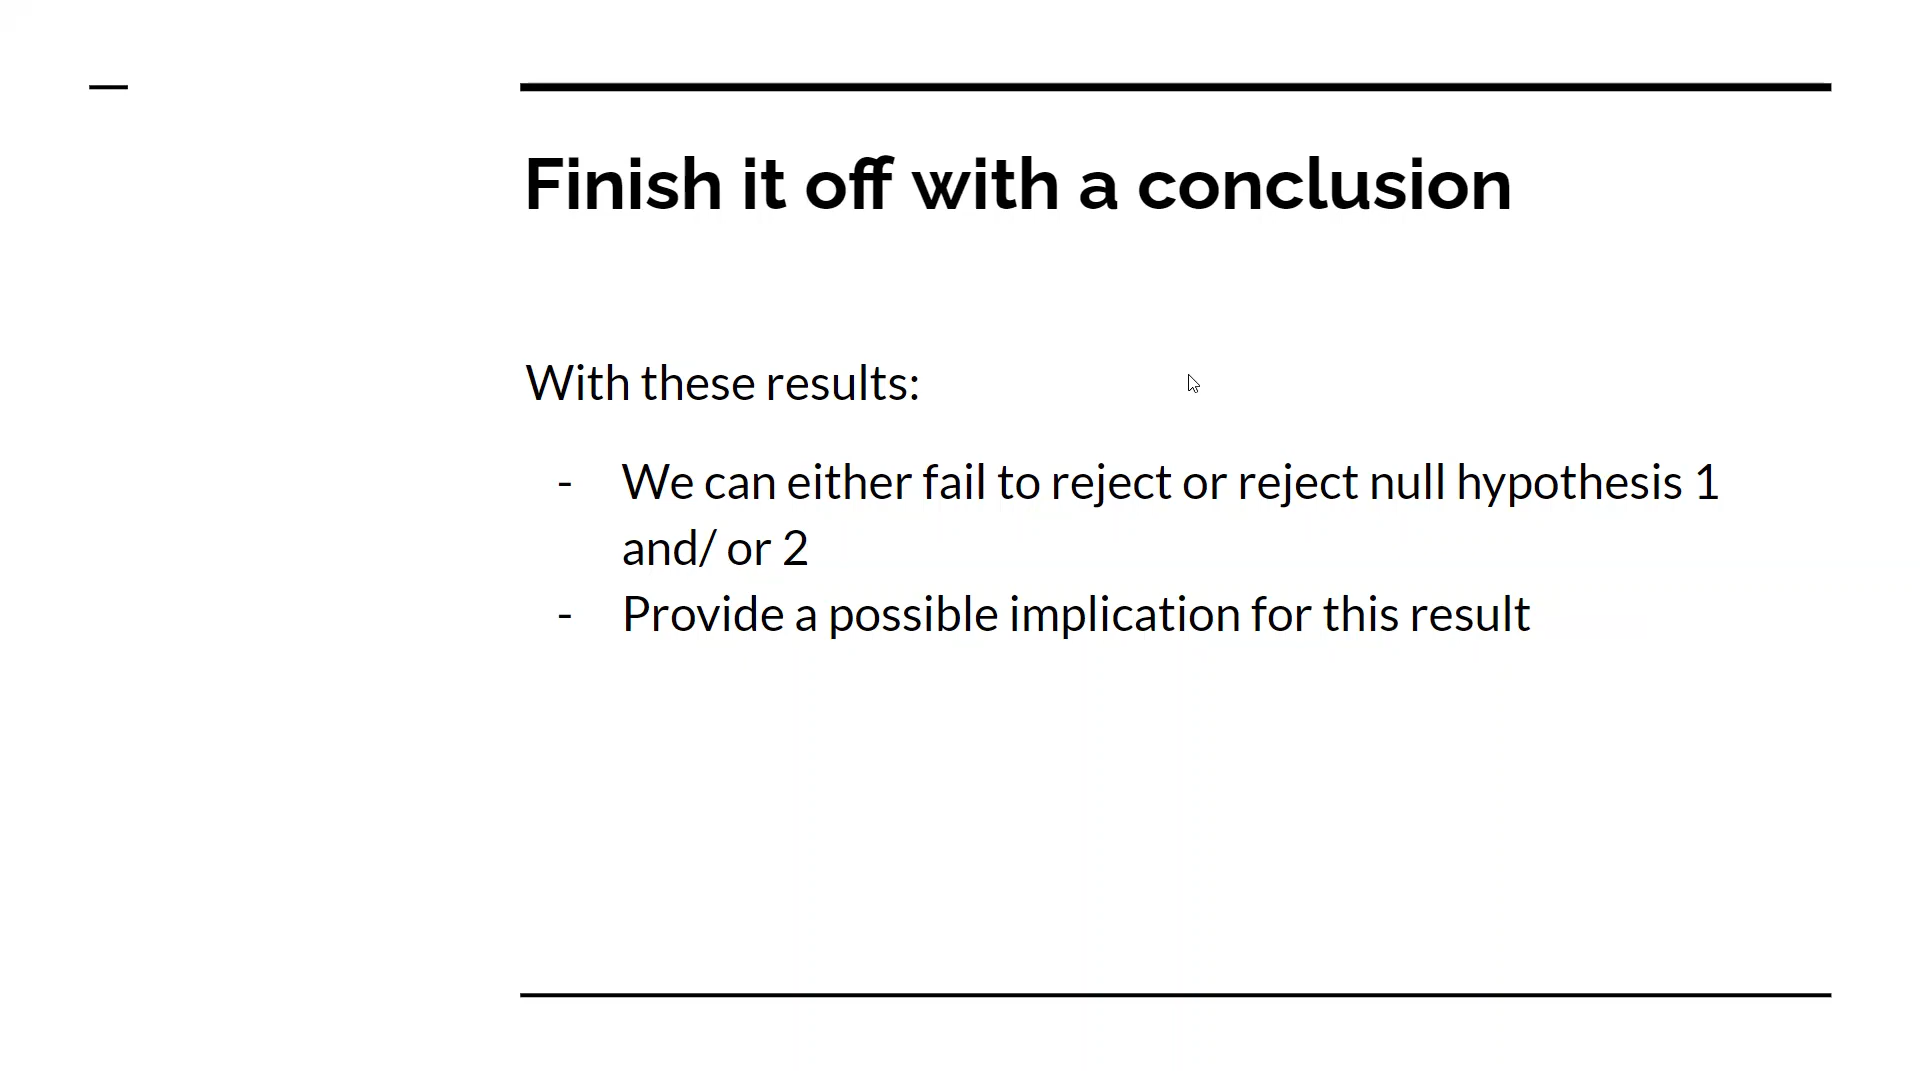 Finish it off with a conclusion
With these results:
- We can either fail to reject or reject null hypothesis 1
and/ or 2
- Provide a possible implication for this result